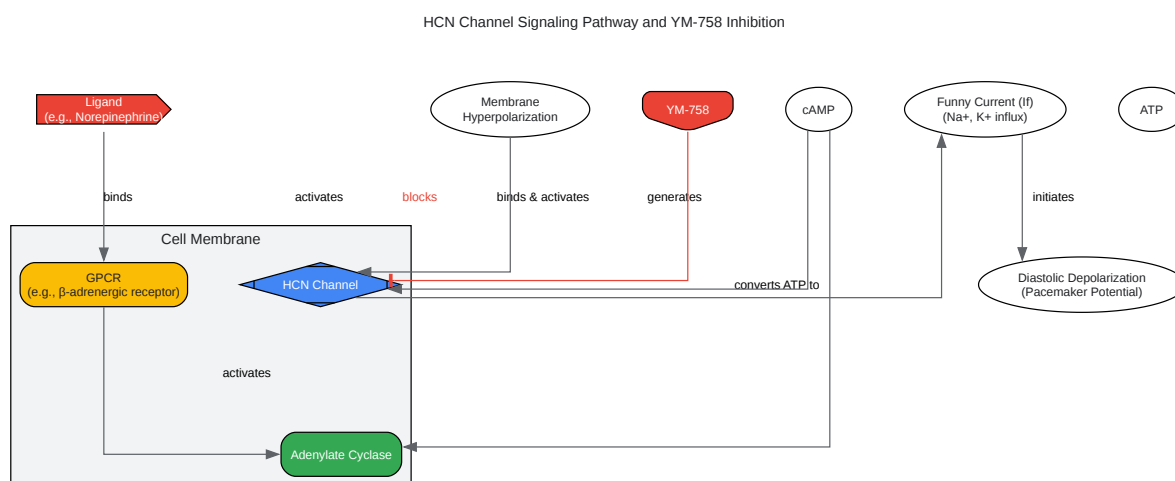 HCN Channel Signaling Pathway and YM-758 Inhibition
Ligand
(e.g., Norepinephrine)
Membrane
Hyperpolarization
YM-758
cAMP
Funny Current (If)
(Na+, K+ influx)
ATP
binds
activates
blocks
binds & activates
generates
initiates
Cell Membrane
GPCR
(e.g., β-adrenergic receptor)
HCN Channel
converts ATP to
Diastolic Depolarization
(Pacemaker Potential)
activates
Adenylate Cyclase